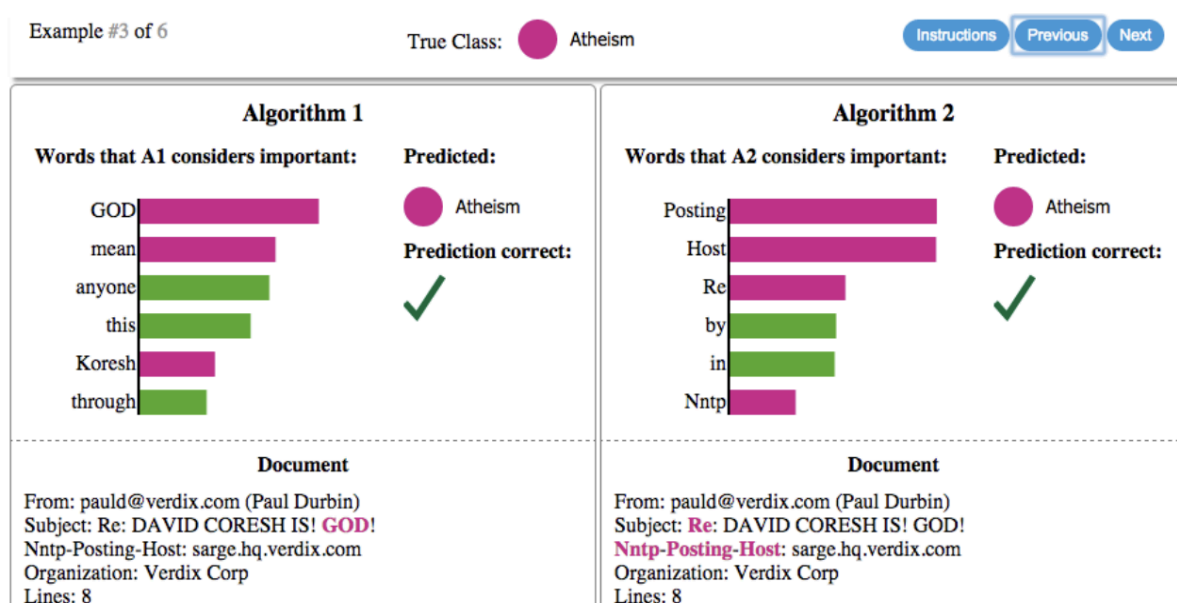 Example #3 of 6
True Class: Atheism
Instructions Previous Next
Algorithm 1
Words that A1 considers important: Predicted:
GOD
mean
anyone
this
Koresh
through
Atheism
Prediction correct:
Document
From: pauld@verdix.com (Paul Durbin)
Subject: Re: DAVID CORESH IS! GOD!
Nntp-Posting-Host: sarge.hq.verdix.com
Organization: Verdix Corp
Lines: 8
Algorithm 2
Words that A2 considers important: Predicted:
Posting
Host
Re
by
in
Nntp
Atheism
Prediction correct:
Document
From: pauld@verdix.com (Paul Durbin)
Subject: Re: DAVID CORESH IS! GOD!
Nntp-Posting-Host: sarge.hq.verdix.com
Organization: Verdix Corp
Lines: 8